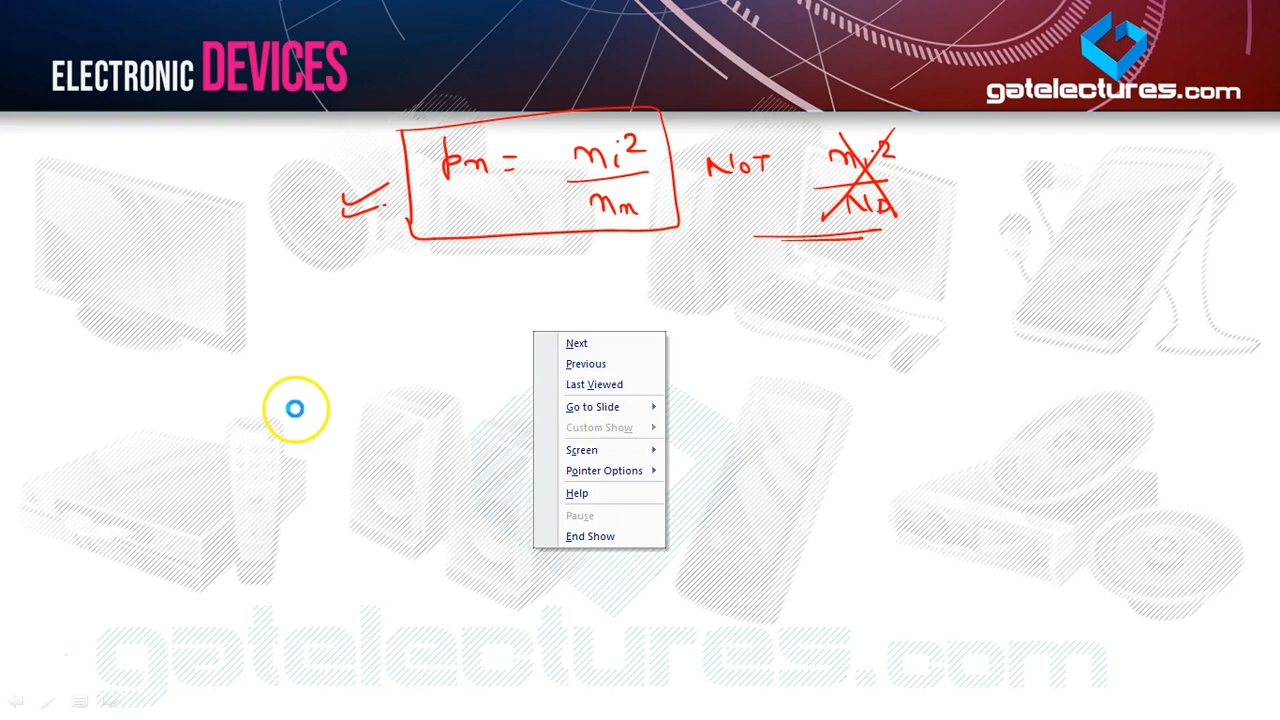 ELECTRONIC DEVICES
gatelectures.com
pn = ni² / nn NOT ni² / ND
Next
Previous
Last Viewed
Go to Slide
Custom Show
Screen
Pointer Options
Help
Pause
End Show
gatelectures.com